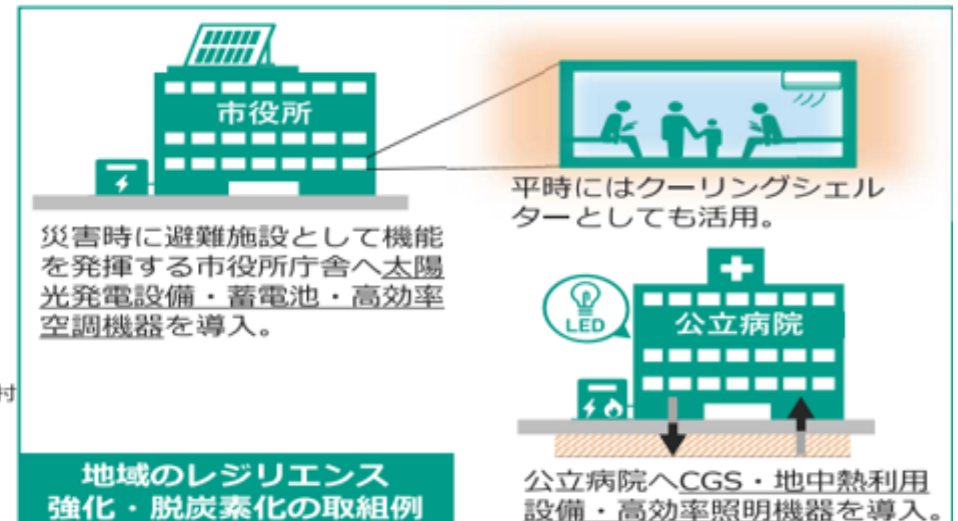 市役所
災害時に避難施設として機能
を発揮する市役所庁舎へ太陽
光発電設備・蓄電池・高効率
空調機器を導入。
平時にはクーリングシェル
ターとしても活用。
LED
公立病院
公立病院へCGS・地中熱利用
設備・高効率照明機器を導入。
村
地域のレジリエンス
強化・脱炭素化の取組例